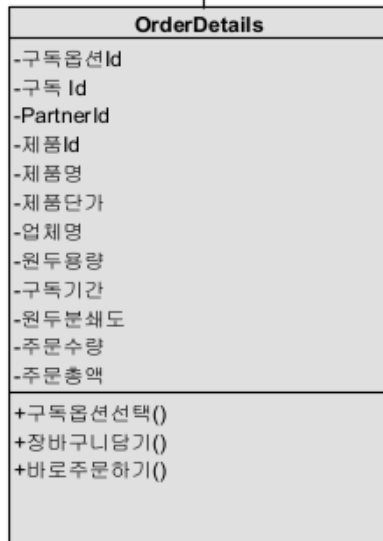 OrderDetails
-구독옵션Id
-구독 Id
-PartnerId
-제품Id
-제품명
-제품단가
-업체명
-원두용량
-구독기간
-원두분쇄도
-주문수량
-주문총액
+구독옵션선택()
+장바구니담기()
+바로주문하기()